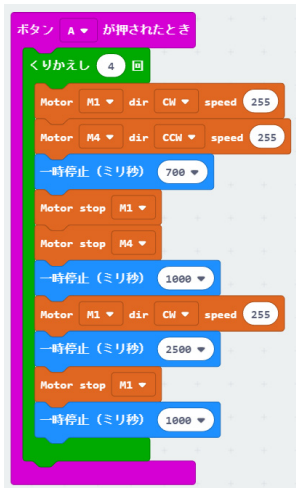 ボタン A が押されたとき
くりかえし 4 回
Motor M1 dir CW speed 255
Motor M4 dir CCW speed 255
一時停止（ミリ秒） 700
Motor stop M1
Motor stop M4
一時停止（ミリ秒） 1000
Motor M1 dir CW speed 255
一時停止（ミリ秒） 2500
Motor stop M1
一時停止（ミリ秒） 1000